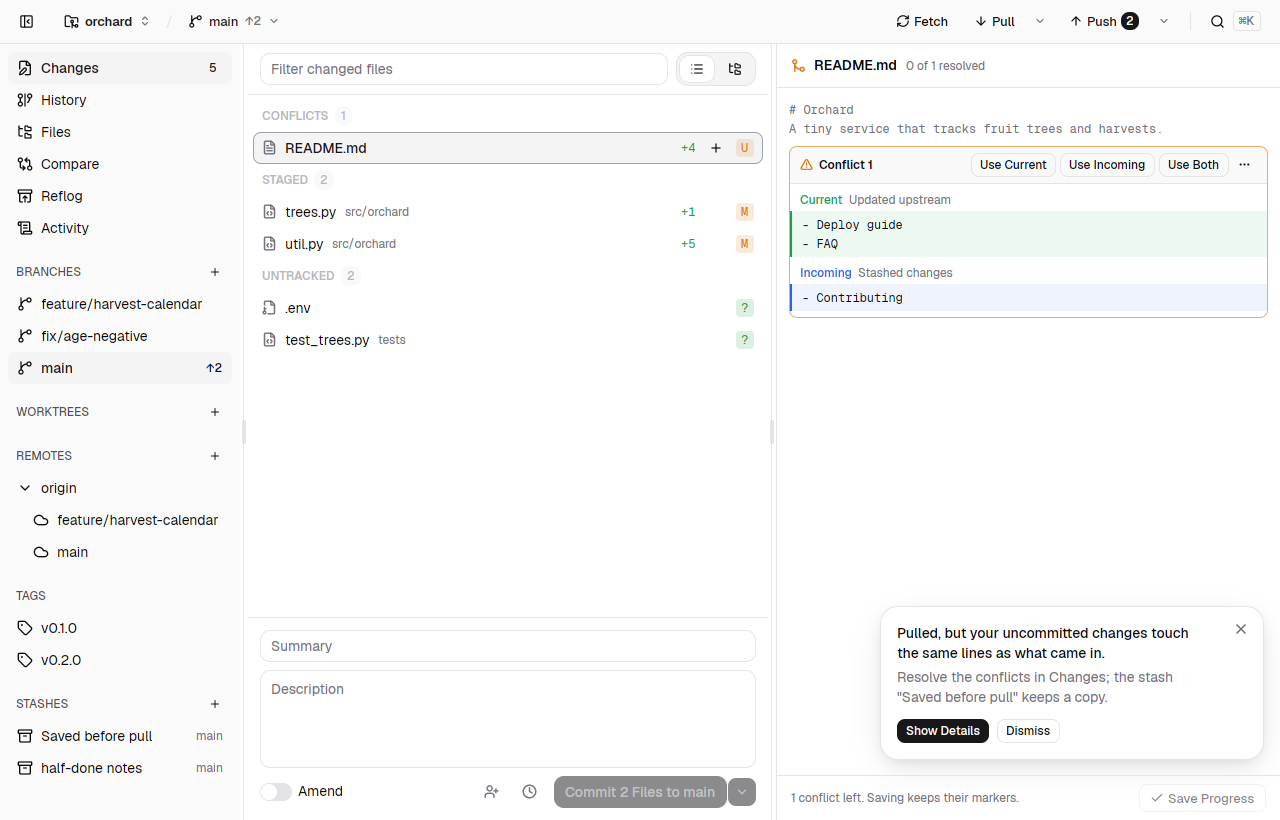 orchard
/
main ↑2
Fetch
Pull
Push 2
⌘K
Changes 5
History
Files
Compare
Reflog
Activity
BRANCHES
feature/harvest-calendar
fix/age-negative
main ↑2
WORKTREES
REMOTES
origin
feature/harvest-calendar
main
TAGS
v0.1.0
v0.2.0
STASHES
Saved before pull main
half-done notes main
Filter changed files
CONFLICTS 1
README.md +4 U
STAGED 2
trees.py src/orchard +1 M
util.py src/orchard +5 M
UNTRACKED 2
.env ?
test_trees.py tests ?
Summary
Description
Amend
Commit 2 Files to main
README.md 0 of 1 resolved
# Orchard
A tiny service that tracks fruit trees and harvests.
Conflict 1 Use Current Use Incoming Use Both
Current Updated upstream
- Deploy guide
- FAQ
Incoming Stashed changes
- Contributing
Pulled, but your uncommitted changes touch
the same lines as what came in.
Resolve the conflicts in Changes; the stash
"Saved before pull" keeps a copy.
Show Details Dismiss
1 conflict left. Saving keeps their markers.
Save Progress